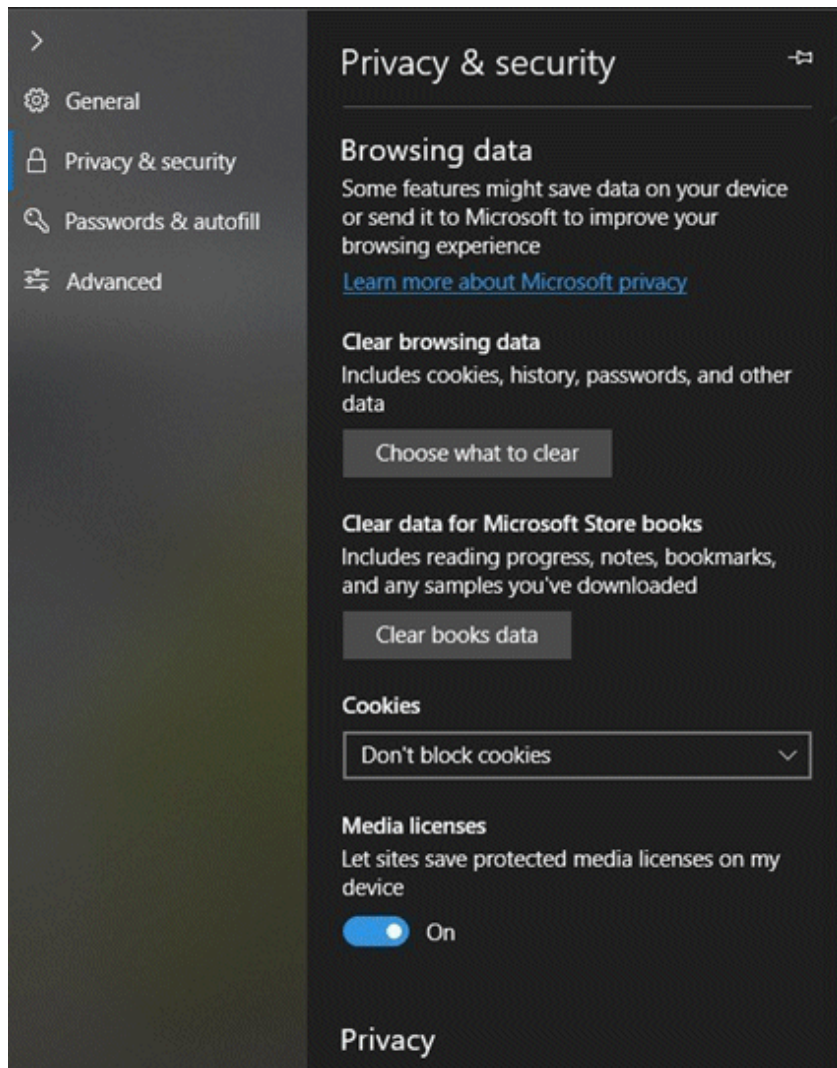 General
Privacy & security
Passwords & autofill
Advanced
Privacy & security
Browsing data
Some features might save data on your device
or send it to Microsoft to improve your
browsing experience
Learn more about Microsoft privacy
Clear browsing data
Includes cookies, history, passwords, and other
data
Choose what to clear
Clear data for Microsoft Store books
Includes reading progress, notes, bookmarks,
and any samples you've downloaded
Clear books data
Cookies
Don't block cookies
Media licenses
Let sites save protected media licenses on my
device
On
Privacy